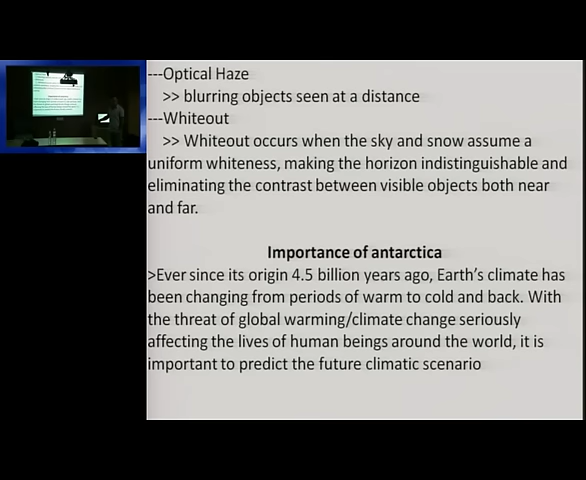 ---Optical Haze
>> blurring objects seen at a distance
---Whiteout
>> Whiteout occurs when the sky and snow assume a
uniform whiteness, making the horizon indistinguishable and
eliminating the contrast between visible objects both near
and far.
Importance of antarctica
>Ever since its origin 4.5 billion years ago, Earth's climate has
been changing from periods of warm to cold and back. With
the threat of global warming/climate change seriously
affecting the lives of human beings around the world, it is
important to predict the future climatic scenario